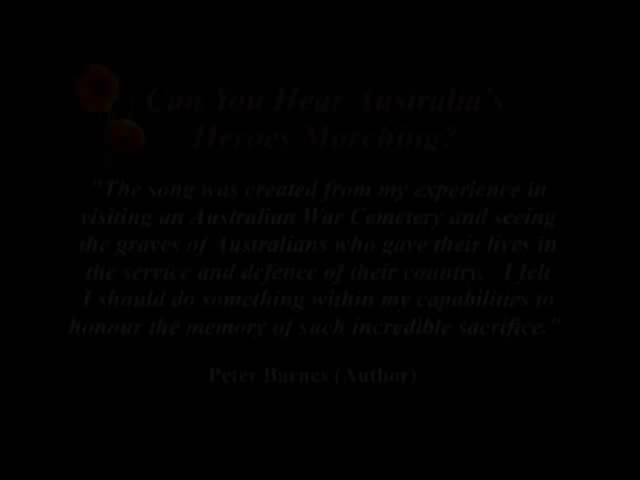 Can You Hear Australia's
Heroes Marching?
"The song was created from my experience in
visiting an Australian War Cemetery and seeing
the graves of Australians who gave their lives in
the service and defence of their country. I felt
I should do something within my capabilities to
honour the memory of such incredible sacrifice."
Peter Barnes (Author)